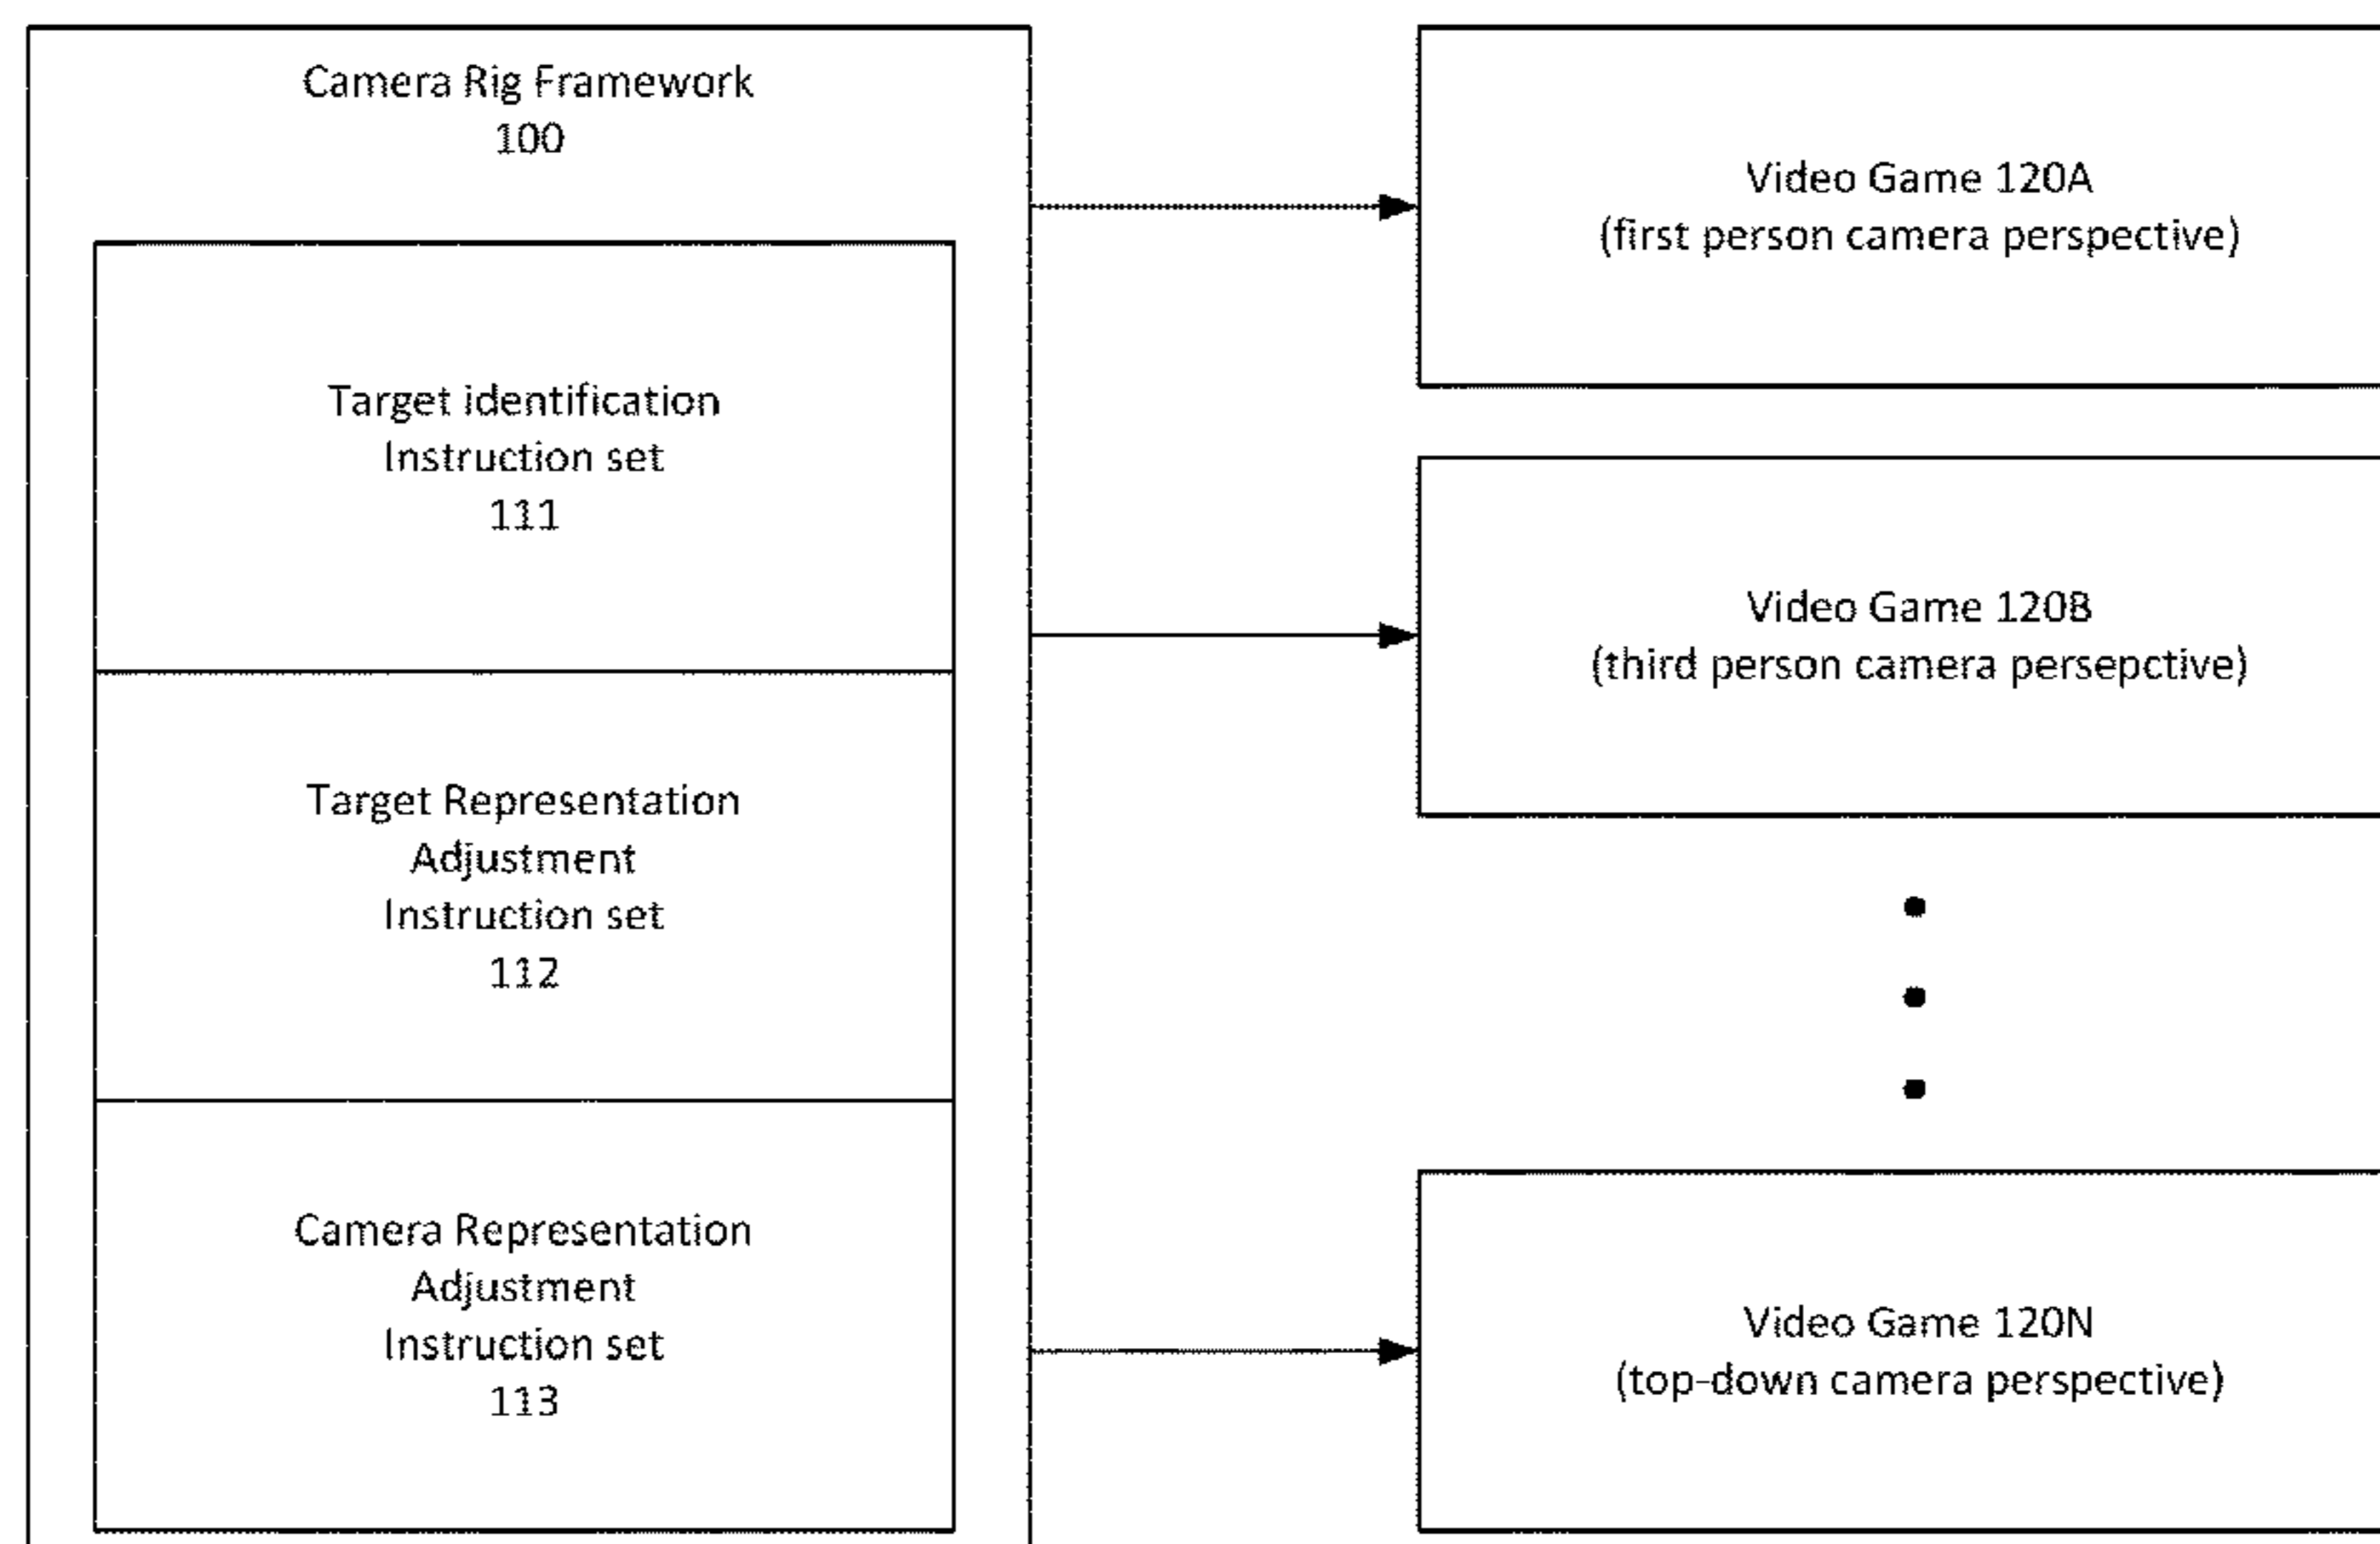 Camera Rig Framework
100
Target identification
Instruction set
111
Target Representation
Adjustment
Instruction set
112
Camera Representation
Adjustment
Instruction set
113
Video Game 120A
(first person camera perspective)
Video Game 120B
(third person camera persepctive)
Video Game 120N
(top-down camera perspective)